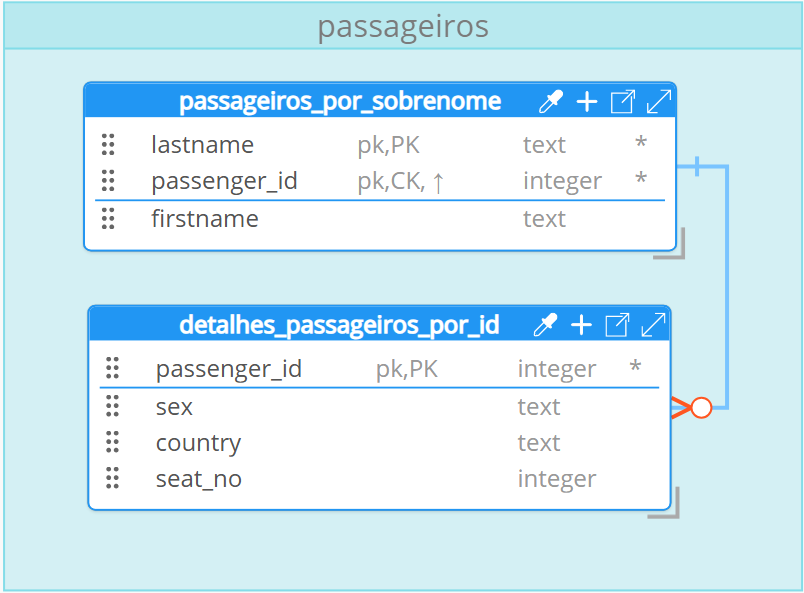 passageiros
passageiros_por_sobrenome
lastname pk,PK text *
passenger_id pk,CK, ↑ integer *
firstname text
detalhes_passageiros_por_id
passenger_id pk,PK integer *
sex text
country text
seat_no integer